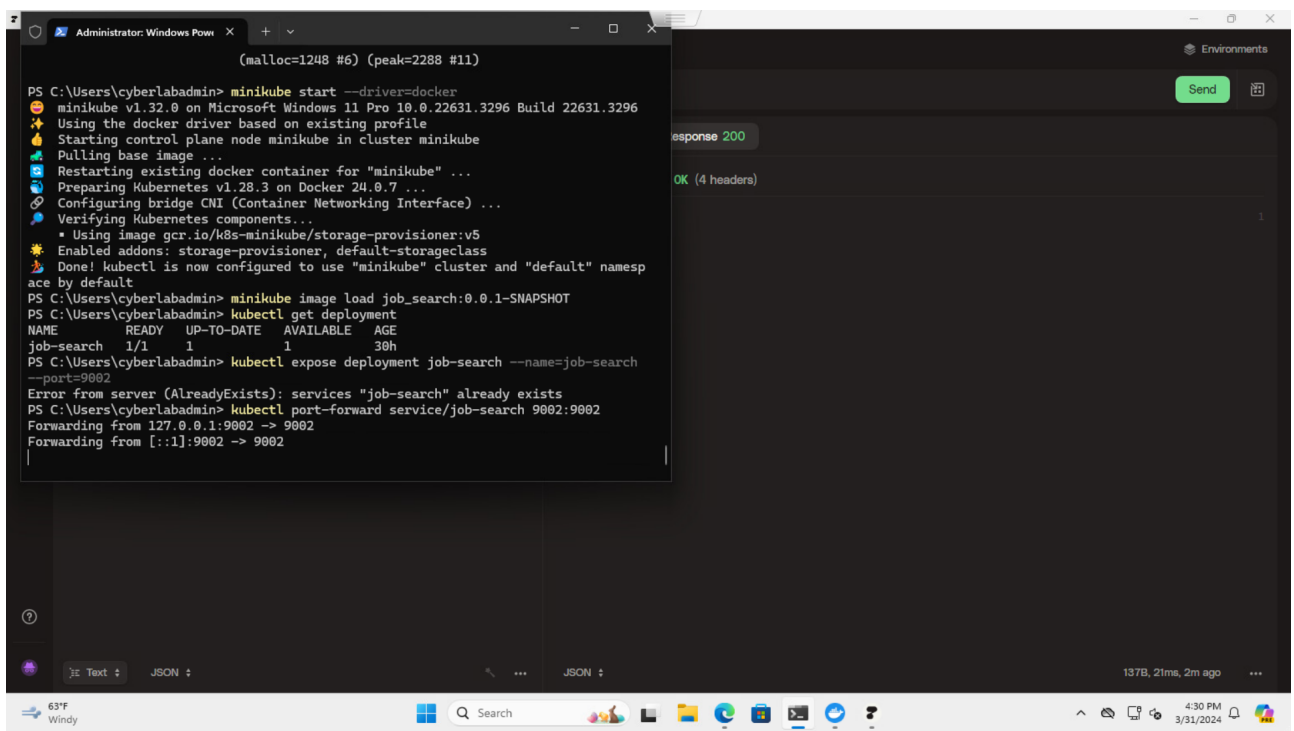 Administrator: Windows Powe
(malloc=1248 #6) (peak=2288 #11)
PS C:\Users\cyberlabadmin> minikube start --driver=docker
minikube v1.32.0 on Microsoft Windows 11 Pro 10.0.22631.3296 Build 22631.3296
Using the docker driver based on existing profile
Starting control plane node minikube in cluster minikube
Pulling base image ...
Restarting existing docker container for "minikube" ...
Preparing Kubernetes v1.28.3 on Docker 24.0.7 ...
Configuring bridge CNI (Container Networking Interface) ...
Verifying Kubernetes components...
▪ Using image gcr.io/k8s-minikube/storage-provisioner:v5
Enabled addons: storage-provisioner, default-storageclass
Done! kubectl is now configured to use "minikube" cluster and "default" namesp
ace by default
PS C:\Users\cyberlabadmin> minikube image load job_search:0.0.1-SNAPSHOT
PS C:\Users\cyberlabadmin> kubectl get deployment
NAME READY UP-TO-DATE AVAILABLE AGE
job-search 1/1 1 1 30h
PS C:\Users\cyberlabadmin> kubectl expose deployment job-search --name=job-search
--port=9002
Error from server (AlreadyExists): services "job-search" already exists
PS C:\Users\cyberlabadmin> kubectl port-forward service/job-search 9002:9002
Forwarding from 127.0.0.1:9002 -> 9002
Forwarding from [::1]:9002 -> 9002
Environments
Send
esponse 200
OK (4 headers)
1
Text
JSON
JSON
137B, 21ms, 2m ago
63°F
Windy
Search
4:30 PM
3/31/2024
PRE